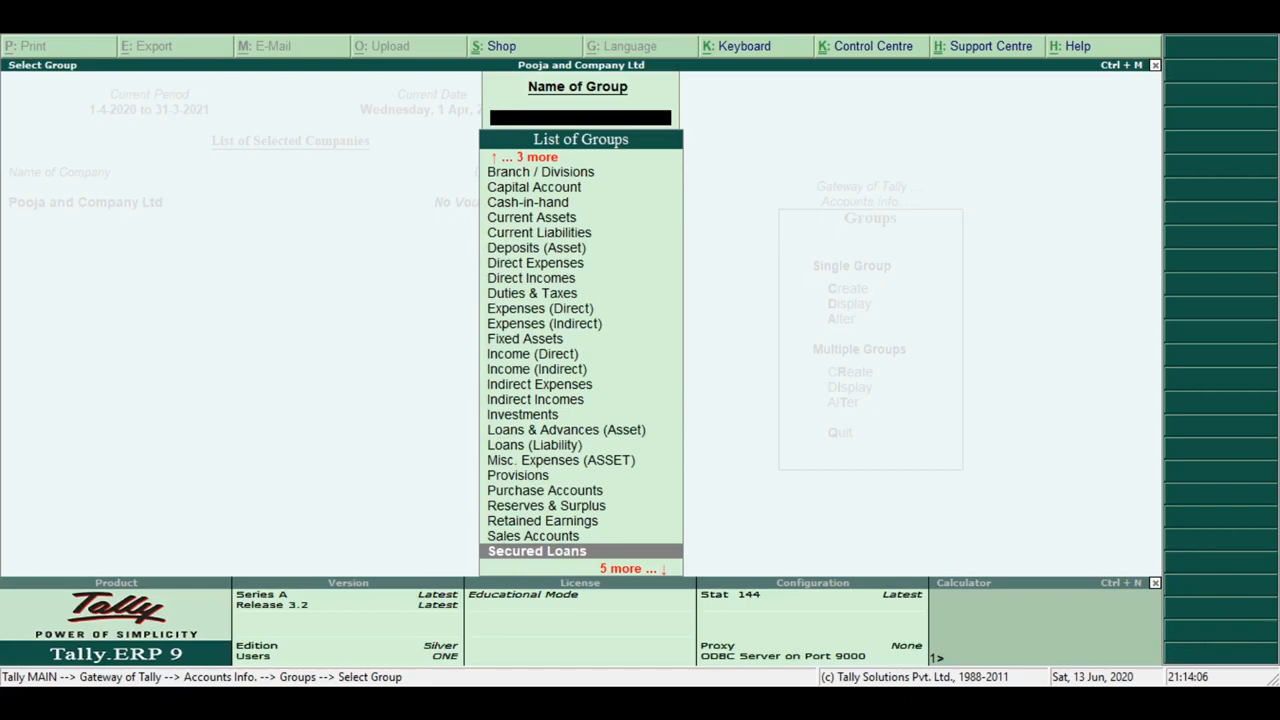 P: Print
E: Export
M: E-Mail
O: Upload
S: Shop
G: Language
K: Keyboard
K: Control Centre
H: Support Centre
H: Help
Select Group
Pooja and Company Ltd
Ctrl + M
Current Period
1-4-2020 to 31-3-2021
Current Date
Wednesday, 1 Apr, 2
List of Selected Companies
Name of Company
Pooja and Company Ltd
No Vou
Name of Group
List of Groups
↑ ... 3 more
Branch / Divisions
Capital Account
Cash-in-hand
Current Assets
Current Liabilities
Deposits (Asset)
Direct Expenses
Direct Incomes
Duties & Taxes
Expenses (Direct)
Expenses (Indirect)
Fixed Assets
Income (Direct)
Income (Indirect)
Indirect Expenses
Indirect Incomes
Investments
Loans & Advances (Asset)
Loans (Liability)
Misc. Expenses (ASSET)
Provisions
Purchase Accounts
Reserves & Surplus
Retained Earnings
Sales Accounts
Secured Loans
5 more ... ↓
Gateway of Tally ...
Accounts Info. ...
Groups
Single Group
Create
Display
Alter
Multiple Groups
CReate
DIsplay
AlTer
Quit
Product
Version
License
Configuration
Calculator
Ctrl + N
Tally
POWER OF SIMPLICITY
Tally.ERP 9
Series A Latest
Release 3.2 Latest
Edition Silver
Users ONE
Educational Mode
Stat 144 Latest
Proxy None
ODBC Server on Port 9000
1>
Tally MAIN --> Gateway of Tally --> Accounts Info. --> Groups --> Select Group
(c) Tally Solutions Pvt. Ltd., 1988-2011
Sat, 13 Jun, 2020
21:14:06